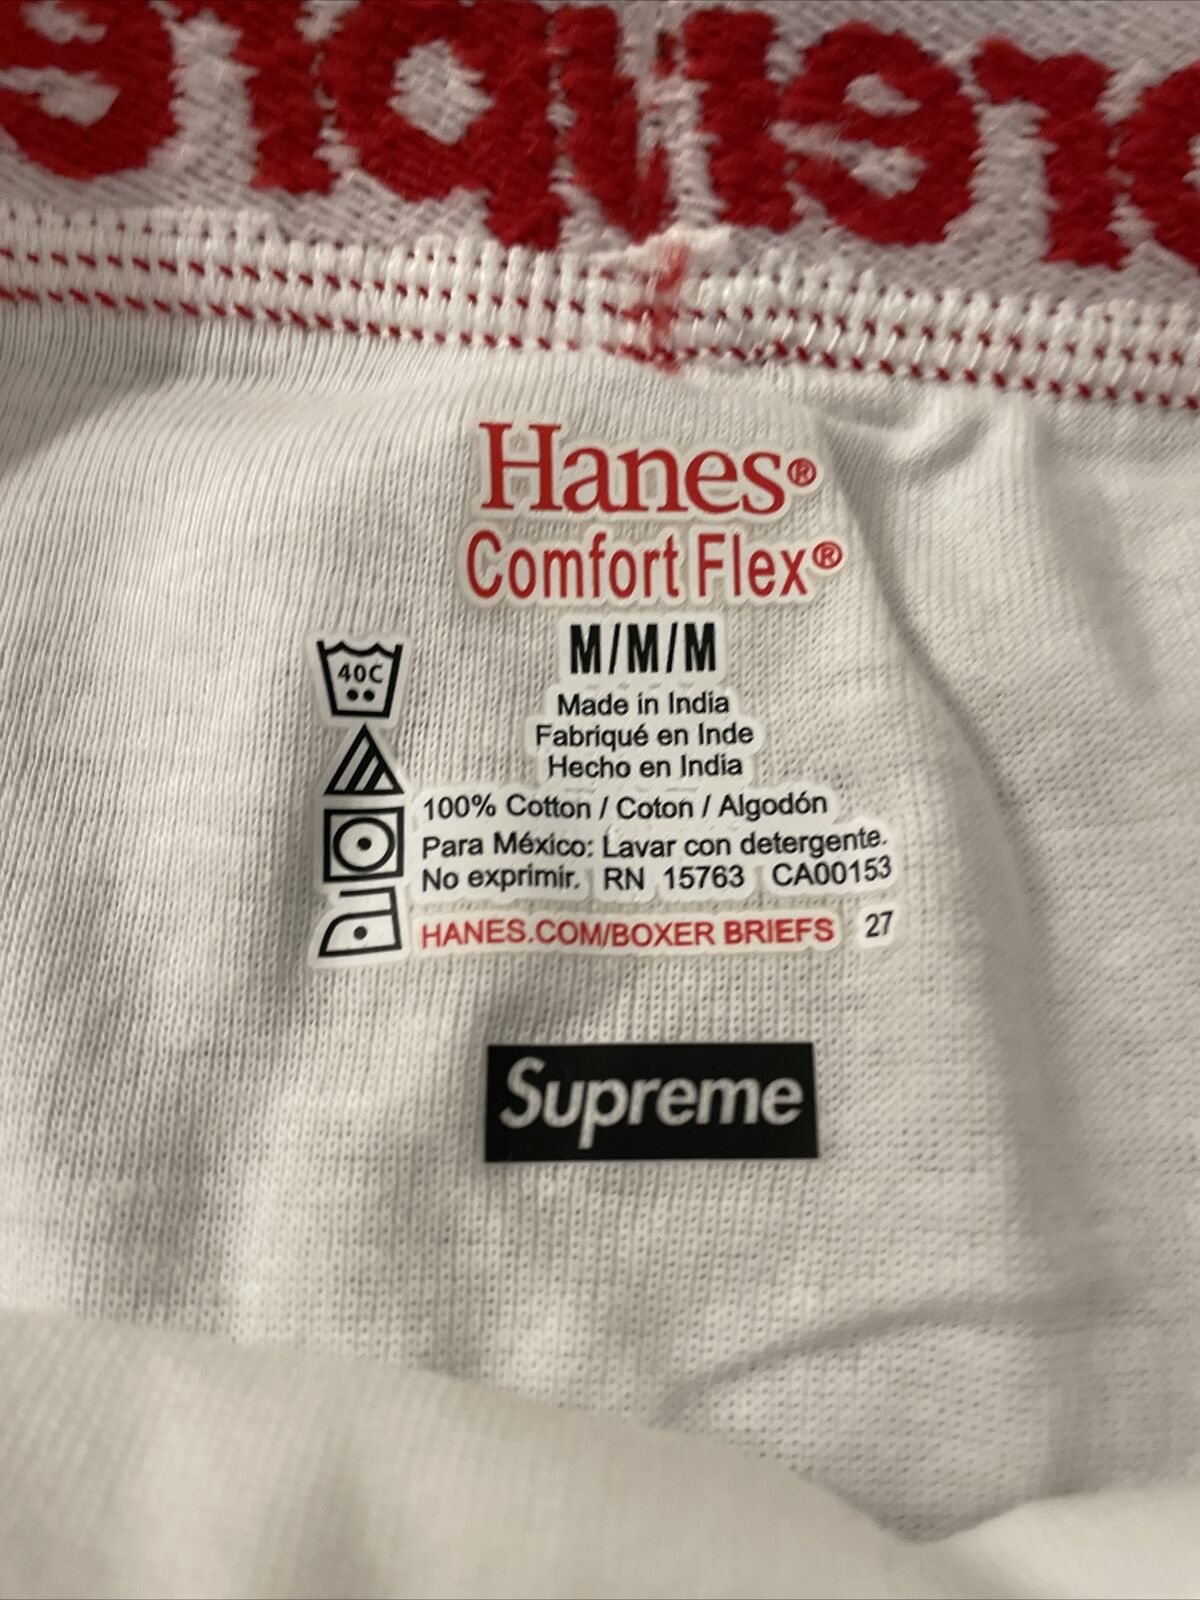 Hanes®
Comfort Flex®
M/M/M
40C
Made in India
Fabriqué en Inde
Hecho en India
100% Cotton / Coton / Algodón
Para México: Lavar con detergente.
No exprimir. RN 15763 CA00153
HANES.COM/BOXER BRIEFS 27
Supreme